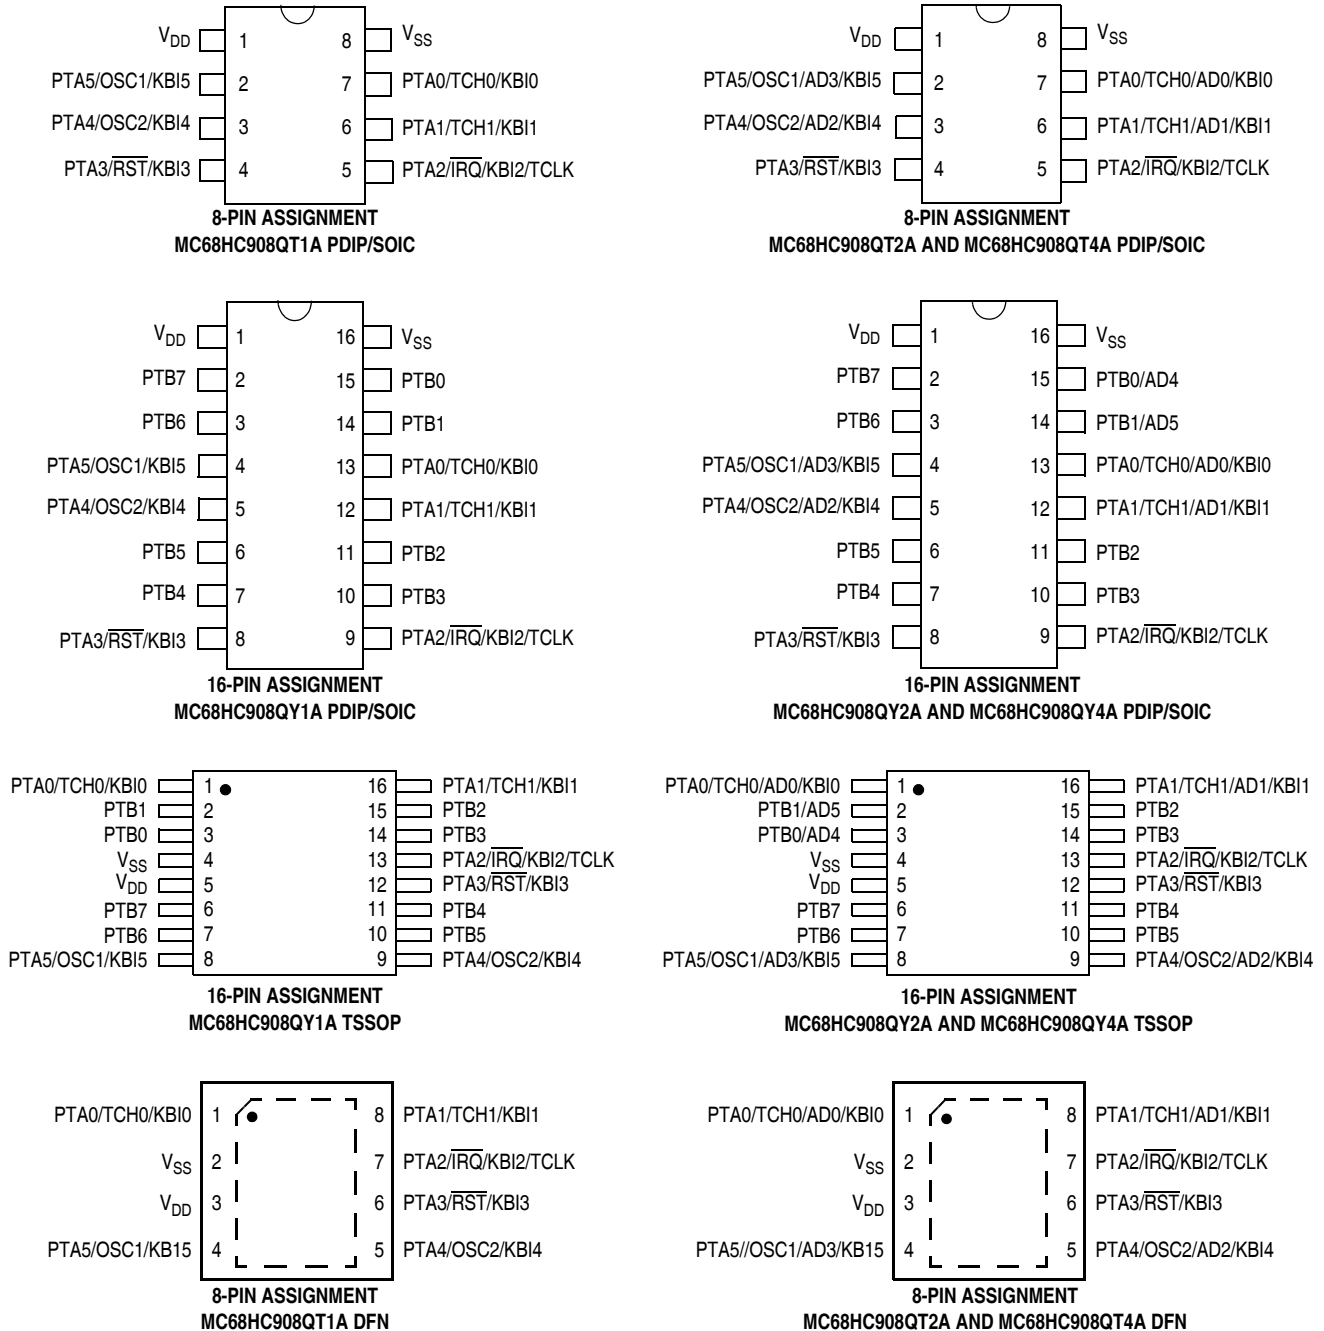 VDD 1 8 VSS
PTA5/OSC1/KBI5 2 7 PTA0/TCH0/KBI0
PTA4/OSC2/KBI4 3 6 PTA1/TCH1/KBI1
PTA3/RST/KBI3 4 5 PTA2/IRQ/KBI2/TCLK
8-PIN ASSIGNMENT
MC68HC908QT1A PDIP/SOIC
VDD 1 8 VSS
PTA5/OSC1/AD3/KBI5 2 7 PTA0/TCH0/AD0/KBI0
PTA4/OSC2/AD2/KBI4 3 6 PTA1/TCH1/AD1/KBI1
PTA3/RST/KBI3 4 5 PTA2/IRQ/KBI2/TCLK
8-PIN ASSIGNMENT
MC68HC908QT2A AND MC68HC908QT4A PDIP/SOIC
VDD 1 16 VSS
PTB7 2 15 PTB0
PTB6 3 14 PTB1
PTA5/OSC1/KBI5 4 13 PTA0/TCH0/KBI0
PTA4/OSC2/KBI4 5 12 PTA1/TCH1/KBI1
PTB5 6 11 PTB2
PTB4 7 10 PTB3
PTA3/RST/KBI3 8 9 PTA2/IRQ/KBI2/TCLK
16-PIN ASSIGNMENT
MC68HC908QY1A PDIP/SOIC
VDD 1 16 VSS
PTB7 2 15 PTB0/AD4
PTB6 3 14 PTB1/AD5
PTA5/OSC1/AD3/KBI5 4 13 PTA0/TCH0/AD0/KBI0
PTA4/OSC2/AD2/KBI4 5 12 PTA1/TCH1/AD1/KBI1
PTB5 6 11 PTB2
PTB4 7 10 PTB3
PTA3/RST/KBI3 8 9 PTA2/IRQ/KBI2/TCLK
16-PIN ASSIGNMENT
MC68HC908QY2A AND MC68HC908QY4A PDIP/SOIC
PTA0/TCH0/KBI0 1 16 PTA1/TCH1/KBI1
PTB1 2 15 PTB2
PTB0 3 14 PTB3
VSS 4 13 PTA2/IRQ/KBI2/TCLK
VDD 5 12 PTA3/RST/KBI3
PTB7 6 11 PTB4
PTB6 7 10 PTB5
PTA5/OSC1/KBI5 8 9 PTA4/OSC2/KBI4
16-PIN ASSIGNMENT
MC68HC908QY1A TSSOP
PTA0/TCH0/AD0/KBI0 1 16 PTA1/TCH1/AD1/KBI1
PTB1/AD5 2 15 PTB2
PTB0/AD4 3 14 PTB3
VSS 4 13 PTA2/IRQ/KBI2/TCLK
VDD 5 12 PTA3/RST/KBI3
PTB7 6 11 PTB4
PTB6 7 10 PTB5
PTA5/OSC1/AD3/KBI5 8 9 PTA4/OSC2/AD2/KBI4
16-PIN ASSIGNMENT
MC68HC908QY2A AND MC68HC908QY4A TSSOP
PTA0/TCH0/KBI0 1 8 PTA1/TCH1/KBI1
VSS 2 7 PTA2/IRQ/KBI2/TCLK
VDD 3 6 PTA3/RST/KBI3
PTA5/OSC1/KB15 4 5 PTA4/OSC2/KBI4
8-PIN ASSIGNMENT
MC68HC908QT1A DFN
PTA0/TCH0/AD0/KBI0 1 8 PTA1/TCH1/AD1/KBI1
VSS 2 7 PTA2/IRQ/KBI2/TCLK
VDD 3 6 PTA3/RST/KBI3
PTA5//OSC1/AD3/KB15 4 5 PTA4/OSC2/AD2/KBI4
8-PIN ASSIGNMENT
MC68HC908QT2A AND MC68HC908QT4A DFN